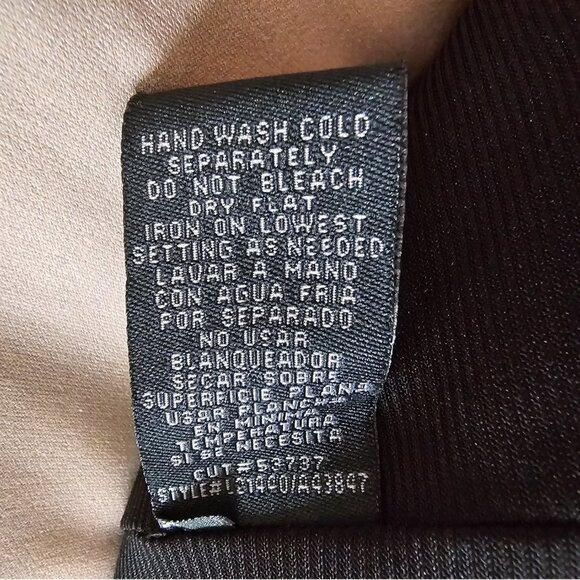 HAND WASH COLD
SEPARATELY
DO NOT BLEACH
DRY FLAT
IRON ON LOWEST
SETTING AS NEEDED
LAVAR A MANO
CON AGUA FRIA
POR SEPARADO
NO USAR
BLANQUEADOR
SECAR SOBRE
SUPERFICIE PLANA
USAR
EN MINIMA
TEMPERATURA
SI SE NECESITA
CUT#53737